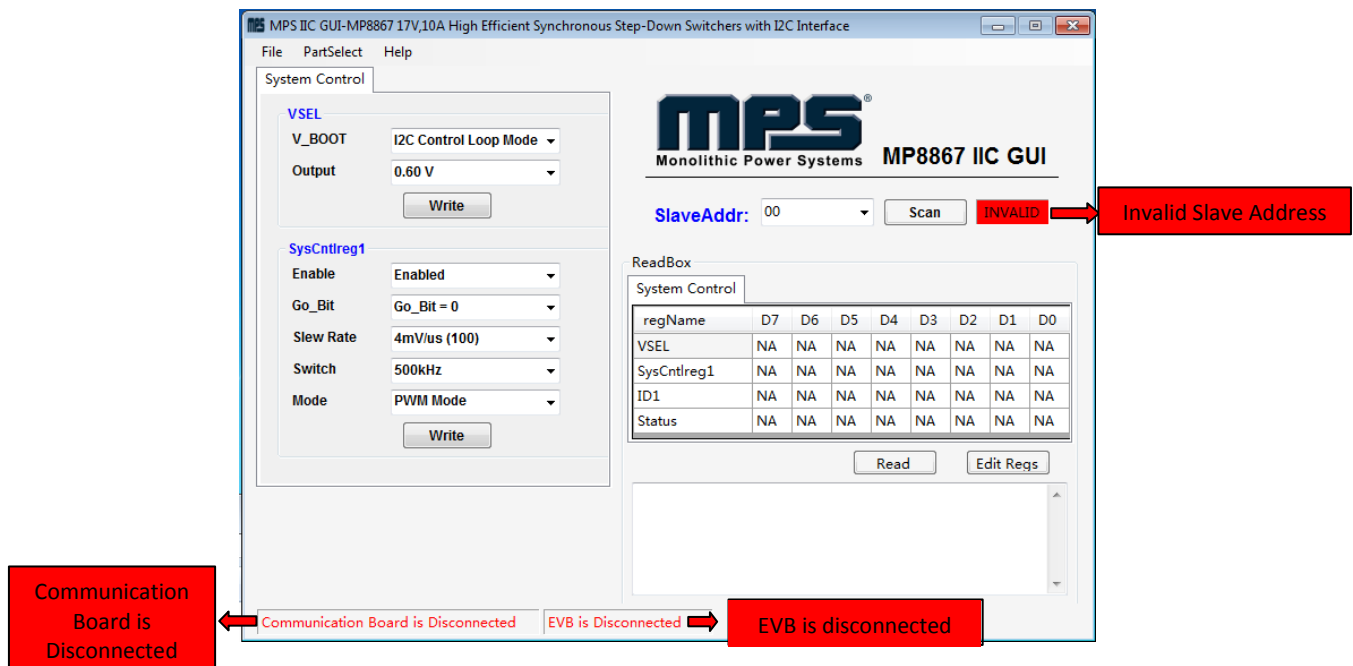 MPS IIC GUI-MP8867 17V,10A High Efficient Synchronous Step-Down Switchers with I2C Interface
File PartSelect Help
System Control
VSEL
V_BOOT I2C Control Loop Mode
Output 0.60 V
Write
SysCntlreg1
Enable Enabled
Go_Bit Go_Bit = 0
Slew Rate 4mV/us (100)
Switch 500kHz
Mode PWM Mode
Write
mps®
Monolithic Power Systems
MP8867 IIC GUI
SlaveAddr: 00 Scan INVALID
Invalid Slave Address
ReadBox
System Control
regName D7 D6 D5 D4 D3 D2 D1 D0
VSEL NA NA NA NA NA NA NA NA
SysCntlreg1 NA NA NA NA NA NA NA NA
ID1 NA NA NA NA NA NA NA NA
Status NA NA NA NA NA NA NA NA
Read Edit Regs
Communication
Board is
Disconnected
Communication Board is Disconnected
EVB is Disconnected
EVB is disconnected